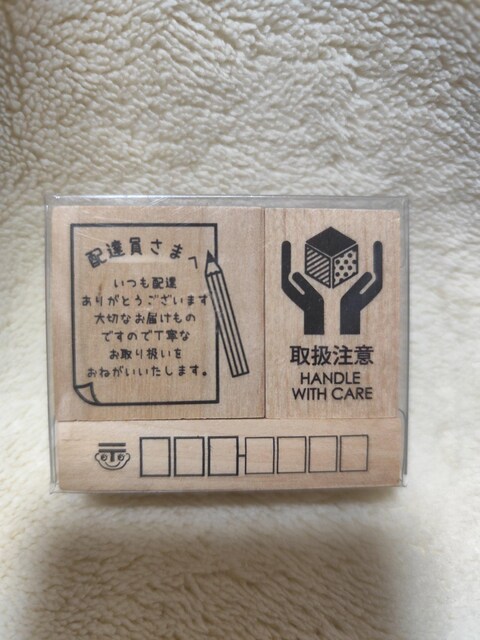 配達員さまへ
いつも配達
ありがとうございます
大切なお届けもの
ですので丁寧な
お取り扱いを
おねがいいたします。
取扱注意
HANDLE
WITH CARE